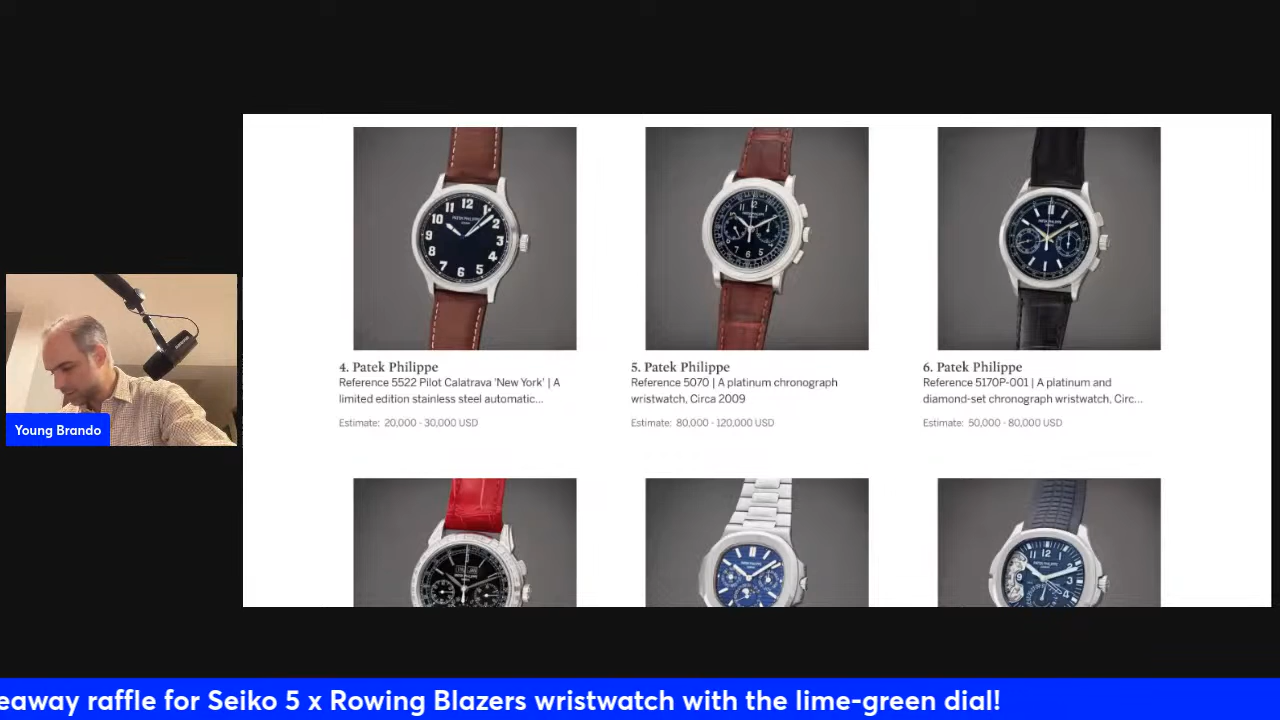 4. Patek Philippe
Reference 5522 Pilot Calatrava 'New York' | A
limited edition stainless steel automatic...
Estimate: 20,000 - 30,000 USD
5. Patek Philippe
Reference 5070 | A platinum chronograph
wristwatch, Circa 2009
Estimate: 80,000 - 120,000 USD
6. Patek Philippe
Reference 5170P-001 | A platinum and
diamond-set chronograph wristwatch, Circ...
Estimate: 50,000 - 80,000 USD
Young Brando
eaway raffle for Seiko 5 x Rowing Blazers wristwatch with the lime-green dial!